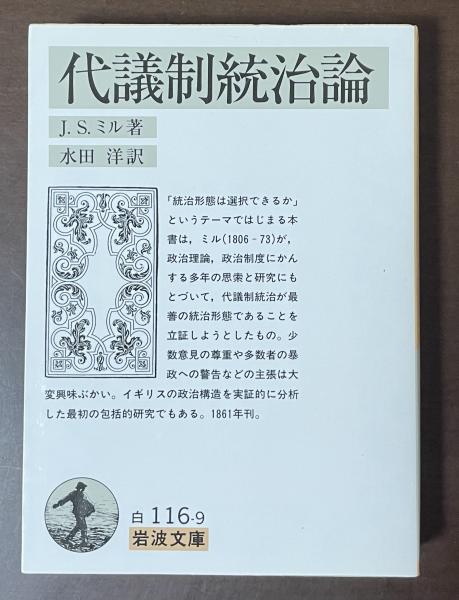 代議制統治論
J.S.ミル著
水田 洋訳
「統治形態は選択できるか」
というテーマではじまる本
書は，ミル(1806‐73)が，
政治理論，政治制度にかん
する多年の思索と研究にも
とづいて，代議制統治が最
善の統治形態であることを
立証しようとしたもの。少
数意見の尊重や多数者の暴
政への警告などの主張は大
変興味ぶかい。イギリスの政治構造を実証的に分析
した最初の包括的研究でもある。1861年刊。
白 116-9
岩波文庫